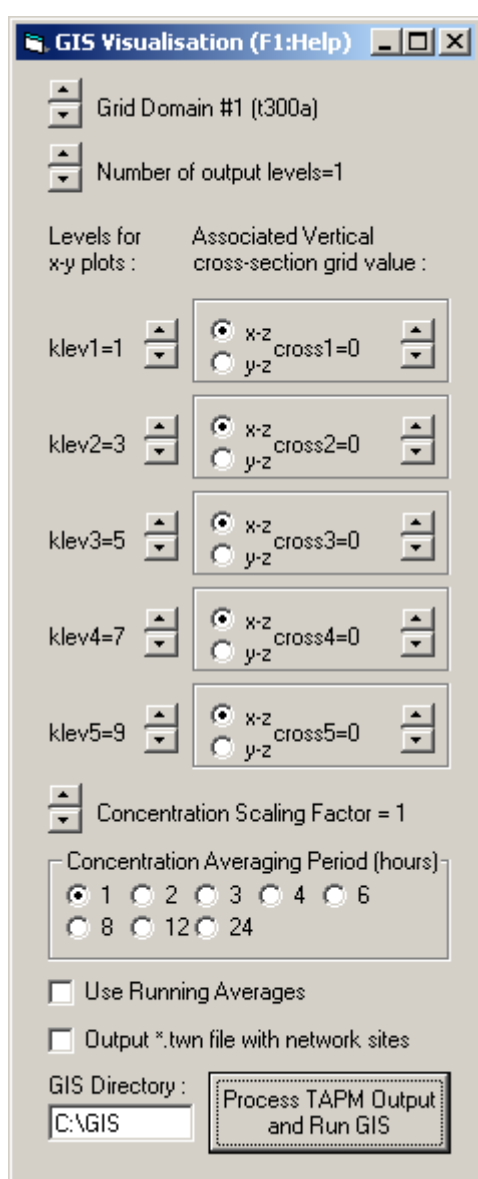 GIS Visualisation (F1:Help)
Grid Domain #1 (t300a)
Number of output levels=1
Levels for Associated Vertical
x-y plots : cross-section grid value :
klev1=1 x-z cross1=0
y-z
klev2=3 x-z cross2=0
y-z
klev3=5 x-z cross3=0
y-z
klev4=7 x-z cross4=0
y-z
klev5=9 x-z cross5=0
y-z
Concentration Scaling Factor = 1
Concentration Averaging Period (hours)
1 2 3 4 6
8 12 24
Use Running Averages
Output *.twn file with network sites
GIS Directory :
C:\GIS
Process TAPM Output
and Run GIS